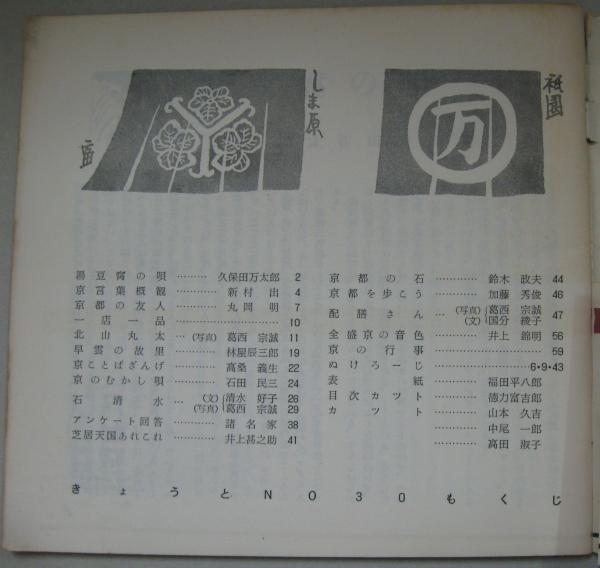 祇園
万
しま原
湯豆腐の唄 ……… 久保田万太郎 2
京言葉概観 ……… 新村 出 4
京都の友人 ……… 丸岡 明 7
一店一品 ……… 10
北山丸太 …(写真) 葛西 宗誠 11
早雲の故里 ……… 林屋辰三郎 19
京ことばざんげ ……… 高桑 義生 22
京のむかし唄 ……… 石田 民三 24
石清水 …(文) 清水 好子 26
(写真) 葛西 宗誠 29
アンケート回答 ……… 諸名家 38
芝居天国あれこれ ……… 井上甚之助 41
京都の石 ……… 鈴木 政夫 44
京都を歩こう ……… 加藤 秀俊 46
配膳さん …(写真) 葛西 宗誠 47
(文) 国分 綾子
全盛京の音色 ……… 井上 錦明 56
京の行事 ……… 59
ぬけろーじ ……… 6・9・43
表紙 ……… 福田平八郎
目次カツト ……… 徳力富吉郎
カツト ……… 山本 久吉
……… 中尾 一郎
……… 高田 淑子
きょうとNO30もくじ